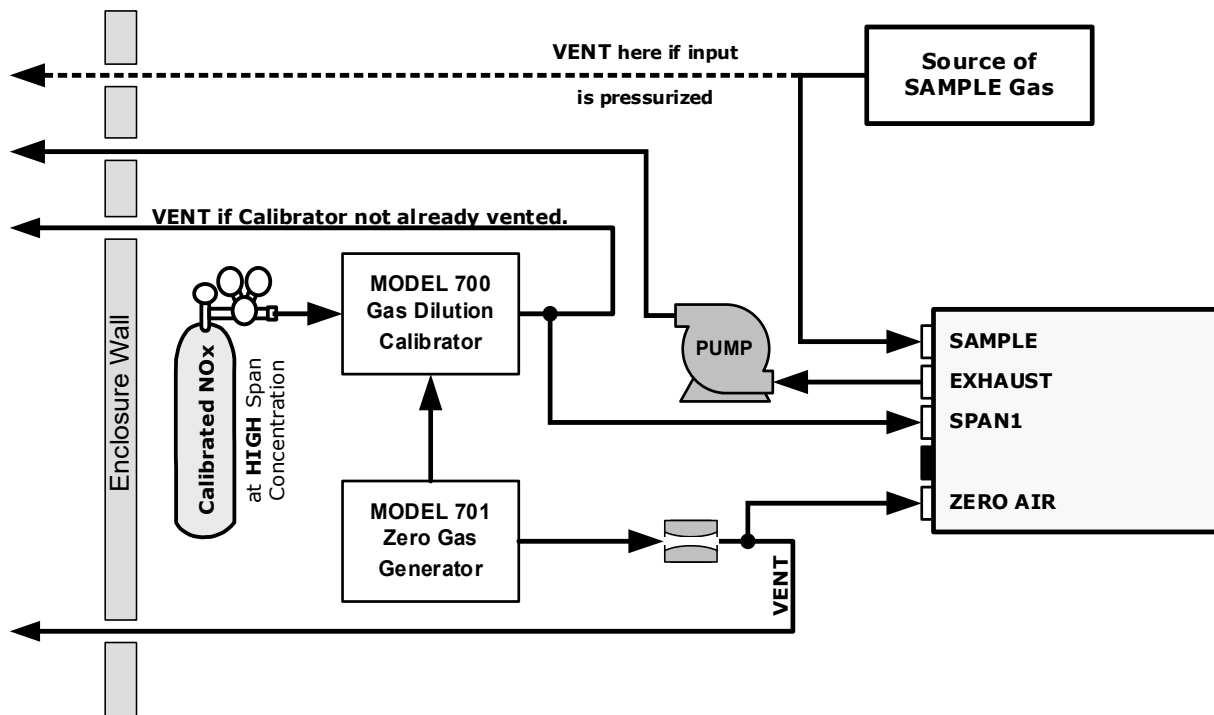 VENT here if input
is pressurized
Source of
SAMPLE Gas
VENT if Calibrator not already vented.
Enclosure Wall
Calibrated NOx
at HIGH Span
Concentration
MODEL 700
Gas Dilution
Calibrator
PUMP
SAMPLE
EXHAUST
SPAN1
ZERO AIR
MODEL 701
Zero Gas
Generator
VENT